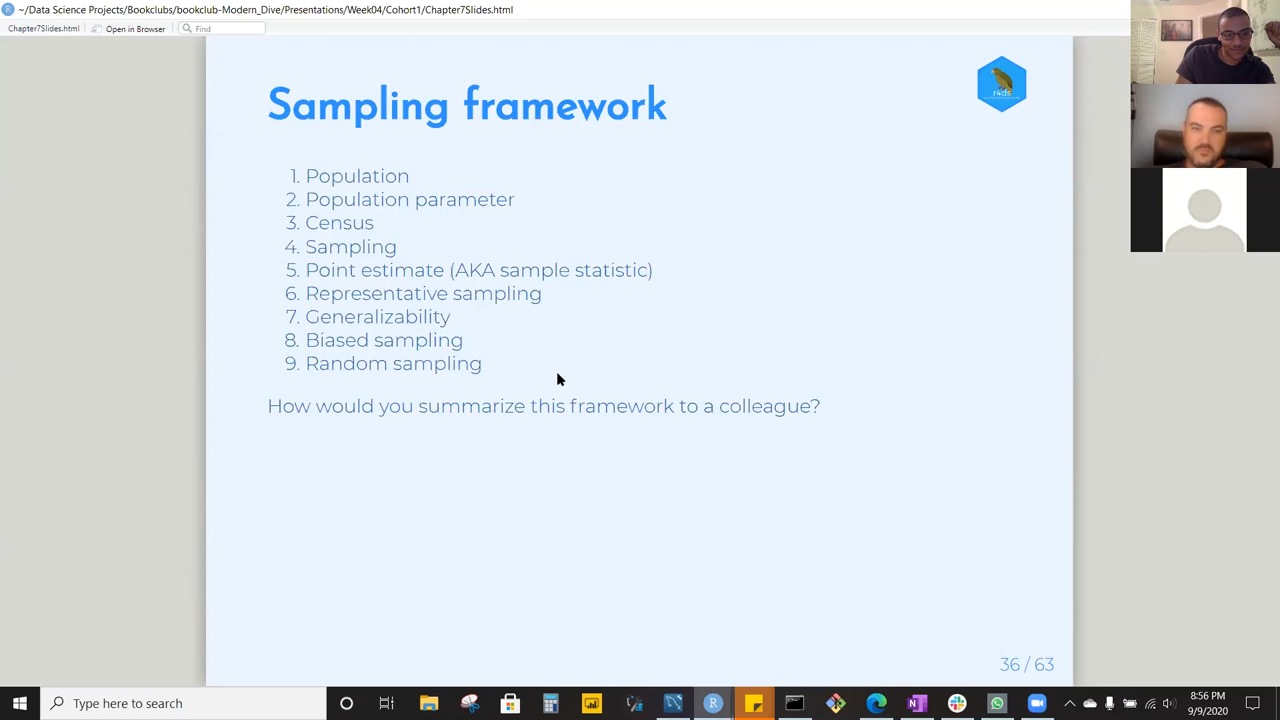 ~/Data Science Projects/Bookclubs/bookclub-Modern_Dive/Presentations/Week04/Cohort1/Chapter7Slides.html
Chapter7Slides.html
Open in Browser
Find
Sampling framework
r4ds
1. Population
2. Population parameter
3. Census
4. Sampling
5. Point estimate (AKA sample statistic)
6. Representative sampling
7. Generalizability
8. Biased sampling
9. Random sampling
How would you summarize this framework to a colleague?
36 / 63
Type here to search
8:56 PM
9/9/2020